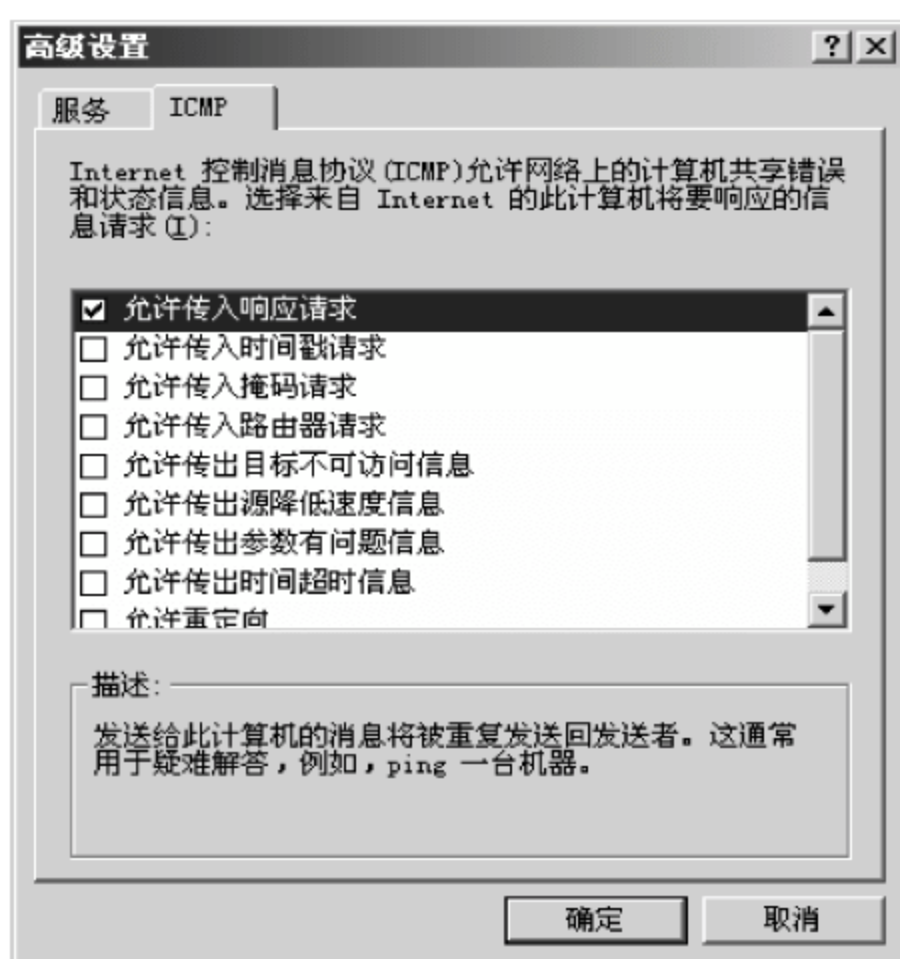 高级设置
服务
ICMP
Internet 控制消息协议(ICMP)允许网络上的计算机共享错误
和状态信息。选择来自 Internet 的此计算机将要响应的信
息请求(I):
允许传入响应请求
允许传入时间戳请求
允许传入掩码请求
允许传入路由器请求
允许传出目标不可访问信息
允许传出源降低速度信息
允许传出参数有问题信息
允许传出时间超时信息
允许重定向
描述:
发送给此计算机的消息将被重复发送回发送者。这通常
用于疑难解答，例如，ping 一台机器。
确定
取消